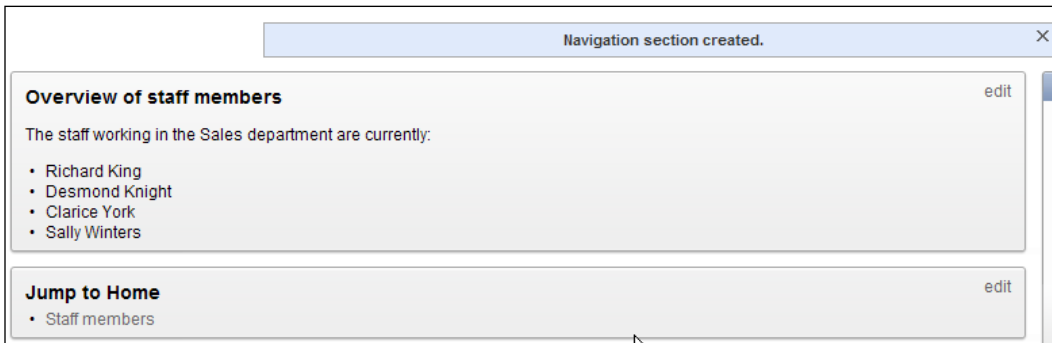 Navigation section created.
Overview of staff members
edit
The staff working in the Sales department are currently:
• Richard King
• Desmond Knight
• Clarice York
• Sally Winters
Jump to Home
edit
• Staff members